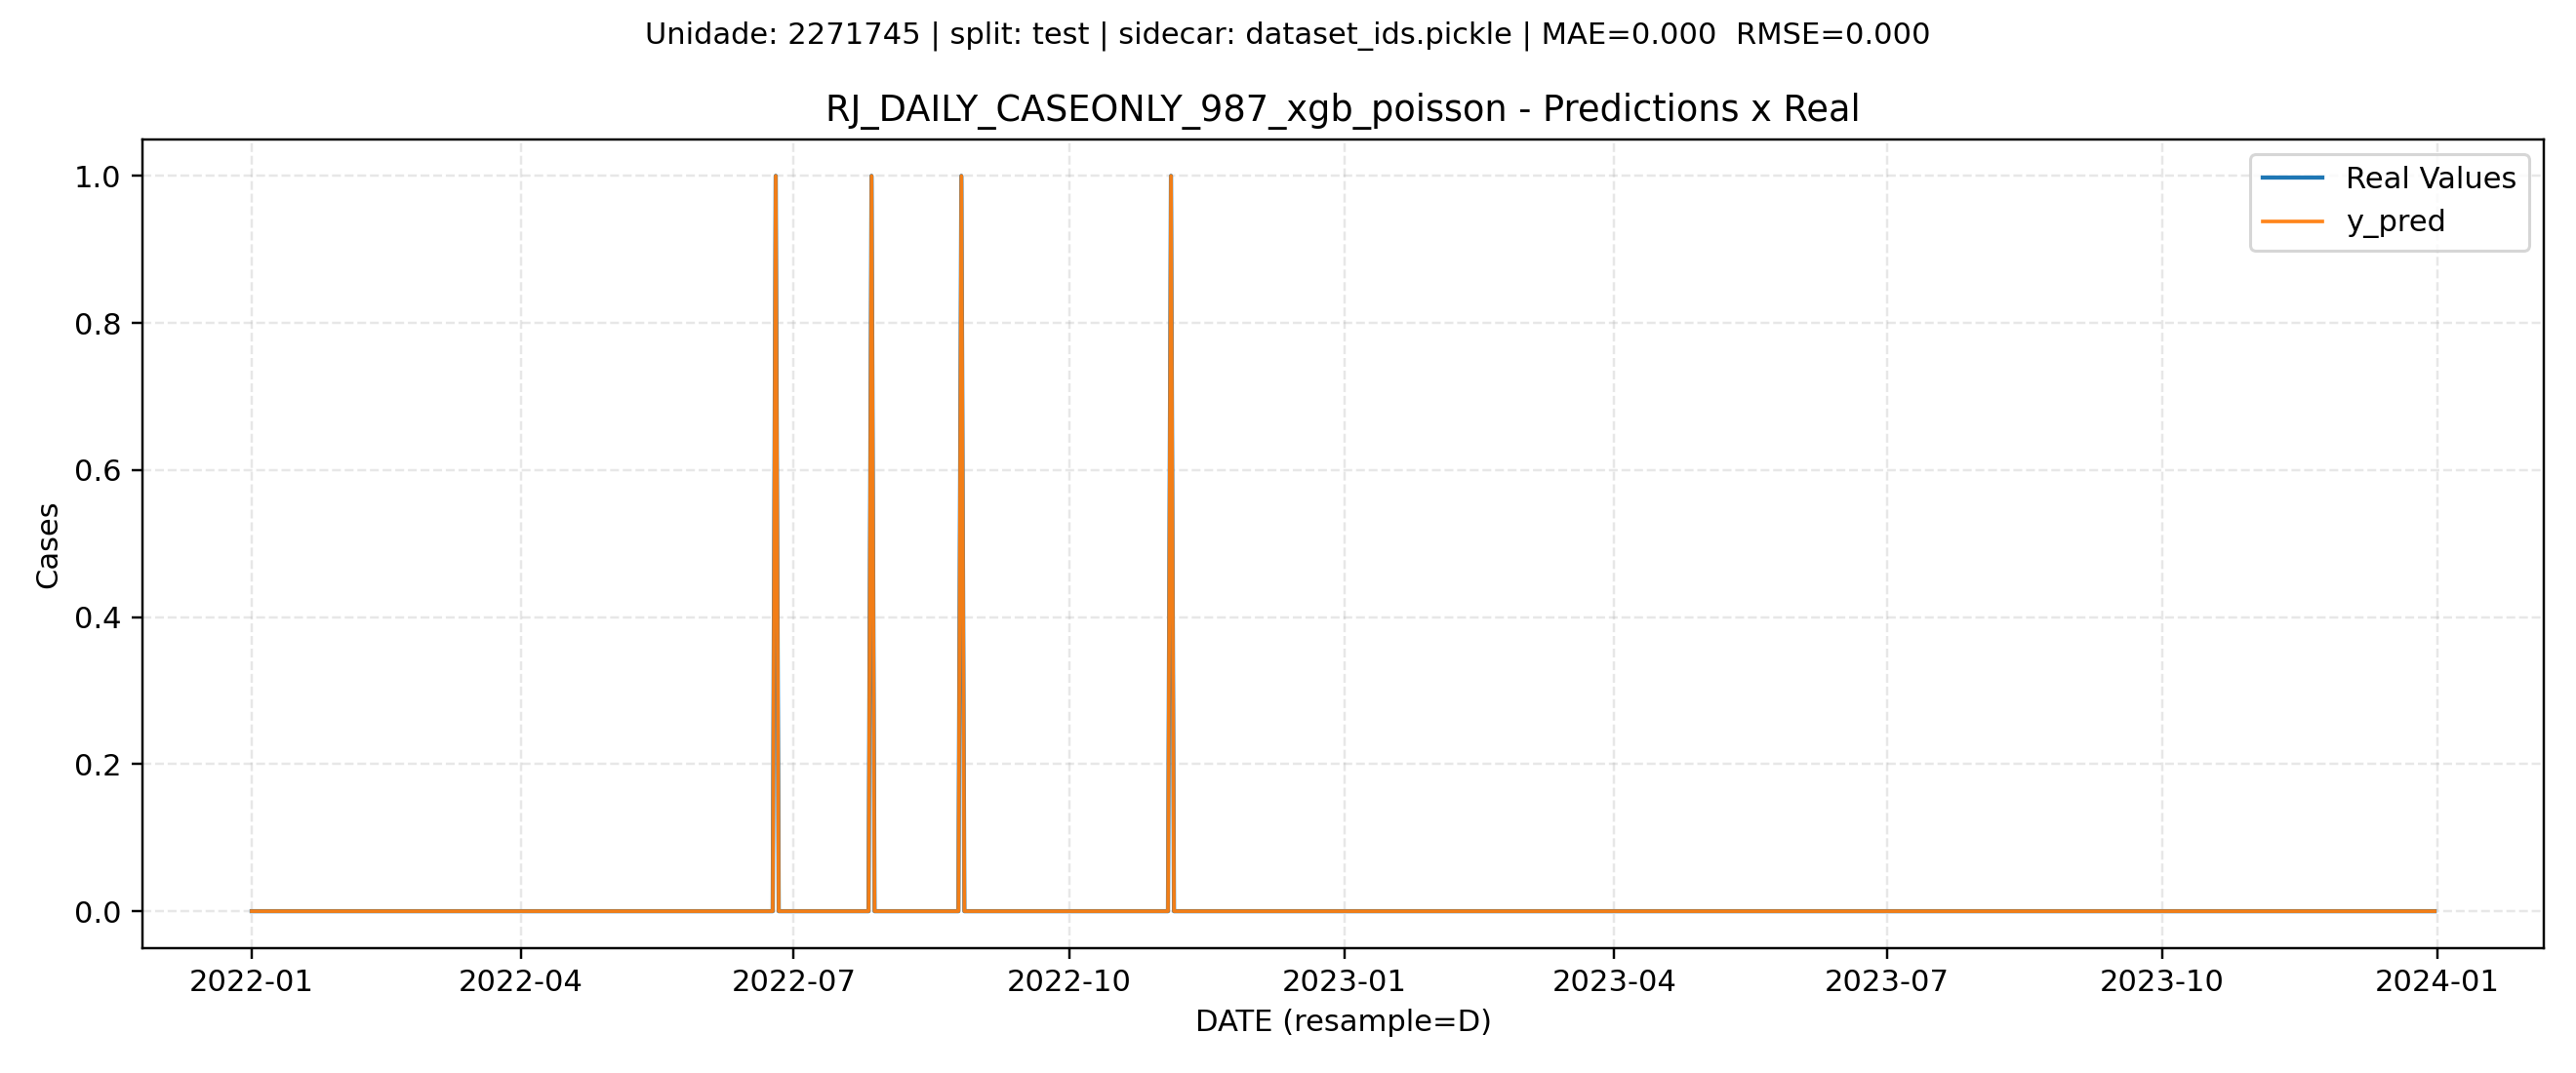 Unidade: 2271745 | split: test | sidecar: dataset_ids.pickle | MAE=0.000  RMSE=0.000
RJ_DAILY_CASEONLY_987_xgb_poisson - Predictions x Real
Real Values
y_pred
1.0
0.8
0.6
0.4
0.2
0.0
Cases
2022-01 2022-04 2022-07 2022-10 2023-01 2023-04 2023-07 2023-10 2024-01
DATE (resample=D)